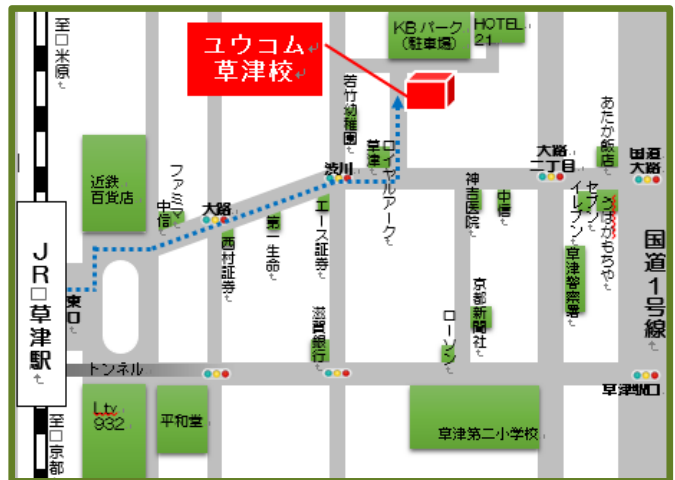 至□米原
ユウコム
草津校
KBパーク
(駐車場)
HOTEL
21
若竹幼稚園
草津
ロイヤルアーク
あたか飯店
近鉄
百貨店
ファミマ
中信
大路
渋川
エース証券
第一生命
西村証券
神吉医院
中信
大路
二丁目
国道
大路
セブン
イレブン
うばがもちや
国道1号線
草津警察署
JR□草津駅
東口
トンネル
滋賀銀行
ローソン
京都新聞社
草津駅口
Lty
932
平和堂
草津第二小学校
至□京都